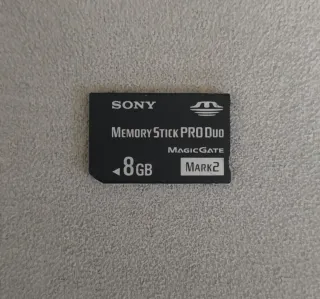 SONY
MEMORY STICK PRO DUO
MAGICGATE
8GB
MARK2